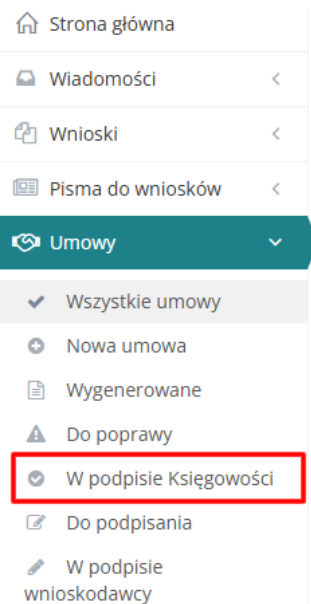 Strona główna
Wiadomości
Wnioski
Pisma do wniosków
Umowy
Wszystkie umowy
Nowa umowa
Wygenerowane
Do poprawy
W podpisie Księgowości
Do podpisania
W podpisie
wnioskodawcy